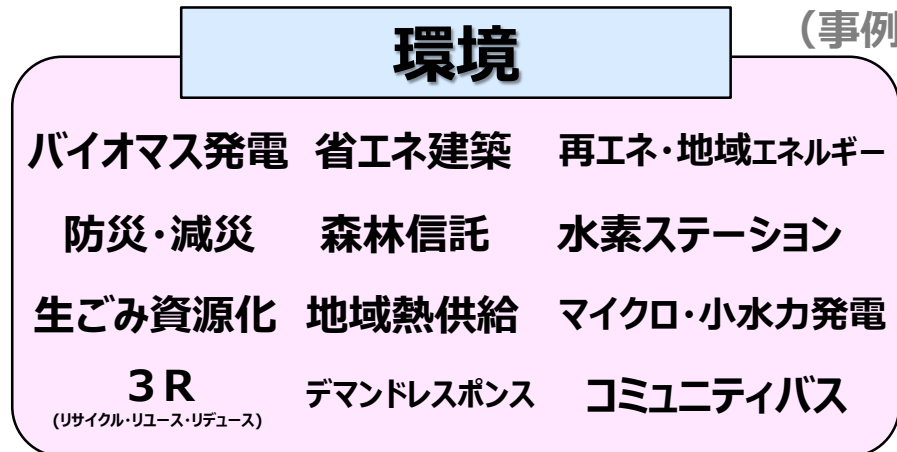 (事例
環境
バイオマス発電 省エネ建築 再エネ・地域エネルギー
防災・減災 森林信託 水素ステーション
生ごみ資源化 地域熱供給 マイクロ・小水力発電
３Ｒ デマンドレスポンス コミュニティバス
(リサイクル・リユース・リデュース)